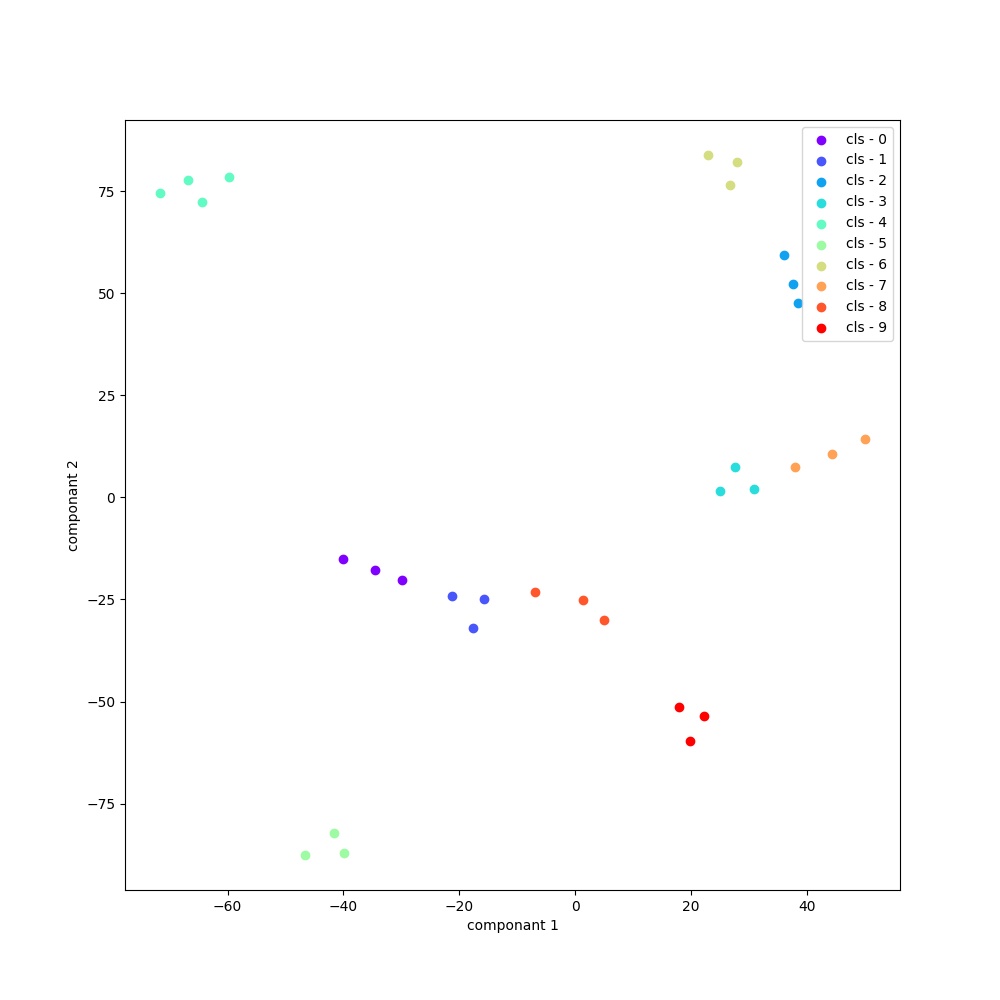 cls - 0
cls - 1
cls - 2
cls - 3
cls - 4
cls - 5
cls - 6
cls - 7
cls - 8
cls - 9
75
50
25
0
−25
−50
−75
componant 2
−60 −40 −20 0 20 40
componant 1